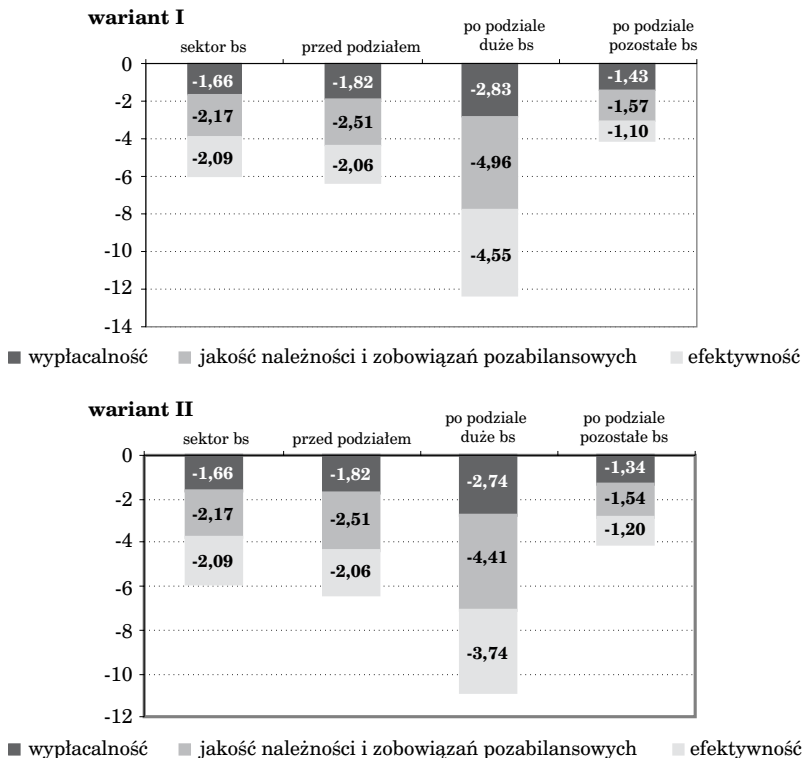 wariant I
sektor bs
przed podziałem
po podziale
duże bs
po podziale
pozostałe bs
0
-2
-4
-6
-8
-10
-12
-14
-1,66
-2,17
-2,09
-1,82
-2,51
-2,06
-2,83
-4,96
-4,55
-1,43
-1,57
-1,10
wypłacalność jakość należności i zobowiązań pozabilansowych efektywność
wariant II
sektor bs
przed podziałem
po podziale
duże bs
po podziale
pozostałe bs
0
-2
-4
-6
-8
-10
-12
-1,66
-2,17
-2,09
-1,82
-2,51
-2,06
-2,74
-4,41
-3,74
-1,34
-1,54
-1,20
wypłacalność jakość należności i zobowiązań pozabilansowych efektywność